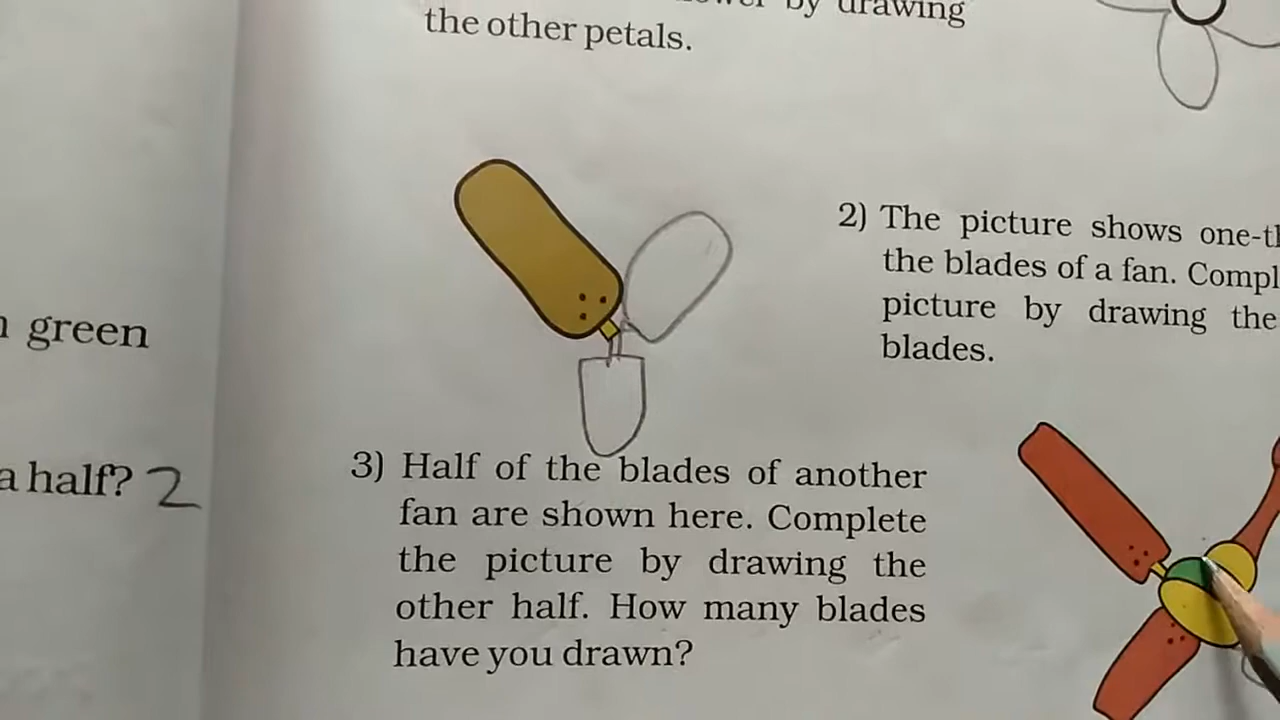 by drawing
the other petals.
2) The picture shows
the blades of a fan.
picture by drawing the
blades.
green
a half? 2
3) Half of the blades of another
fan are shown here. Complete
the picture by drawing the
other half. How many blades
have you drawn?